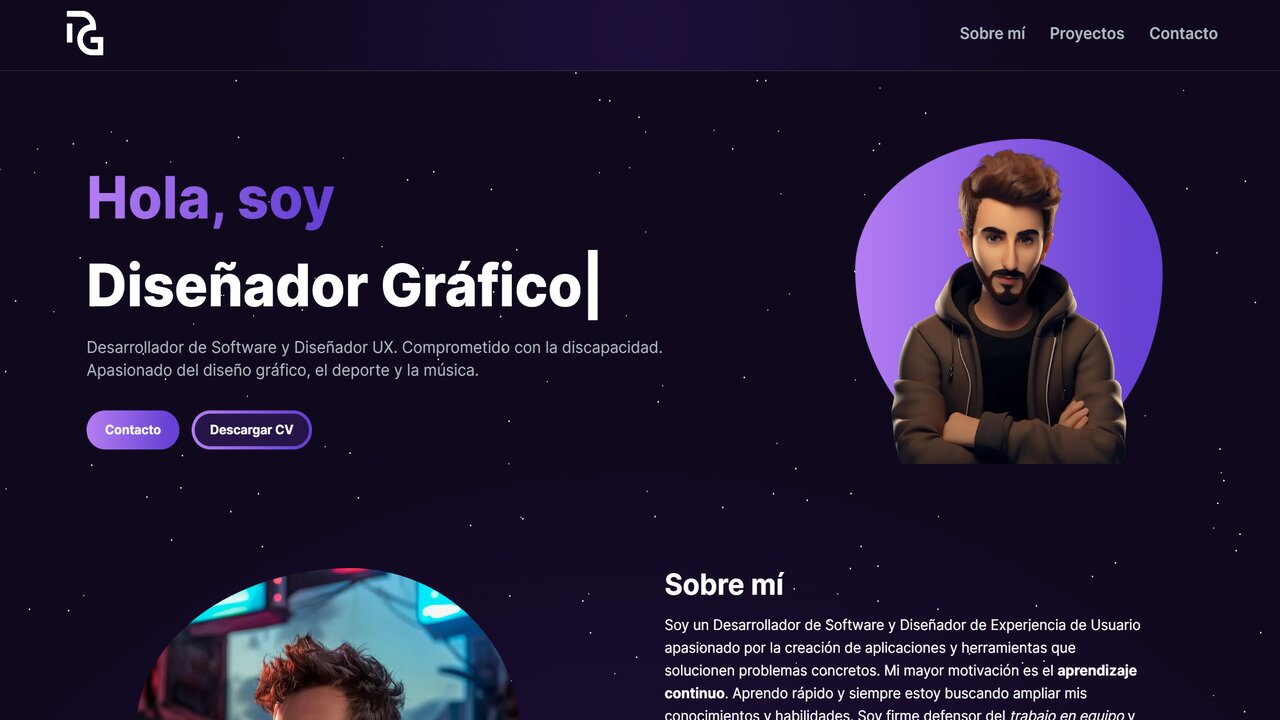 Sobre mí Proyectos Contacto
Hola, soy
Diseñador Gráfico
Desarrollador de Software y Diseñador UX. Comprometido con la discapacidad.
Apasionado del diseño gráfico, el deporte y la música.
Contacto Descargar CV
Sobre mí
Soy un Desarrollador de Software y Diseñador de Experiencia de Usuario
apasionado por la creación de aplicaciones y herramientas que
solucionen problemas concretos. Mi mayor motivación es el aprendizaje
continuo. Aprendo rápido y siempre estoy buscando ampliar mis
conocimientos y habilidades. Soy firme defensor del trabajo en equipo y